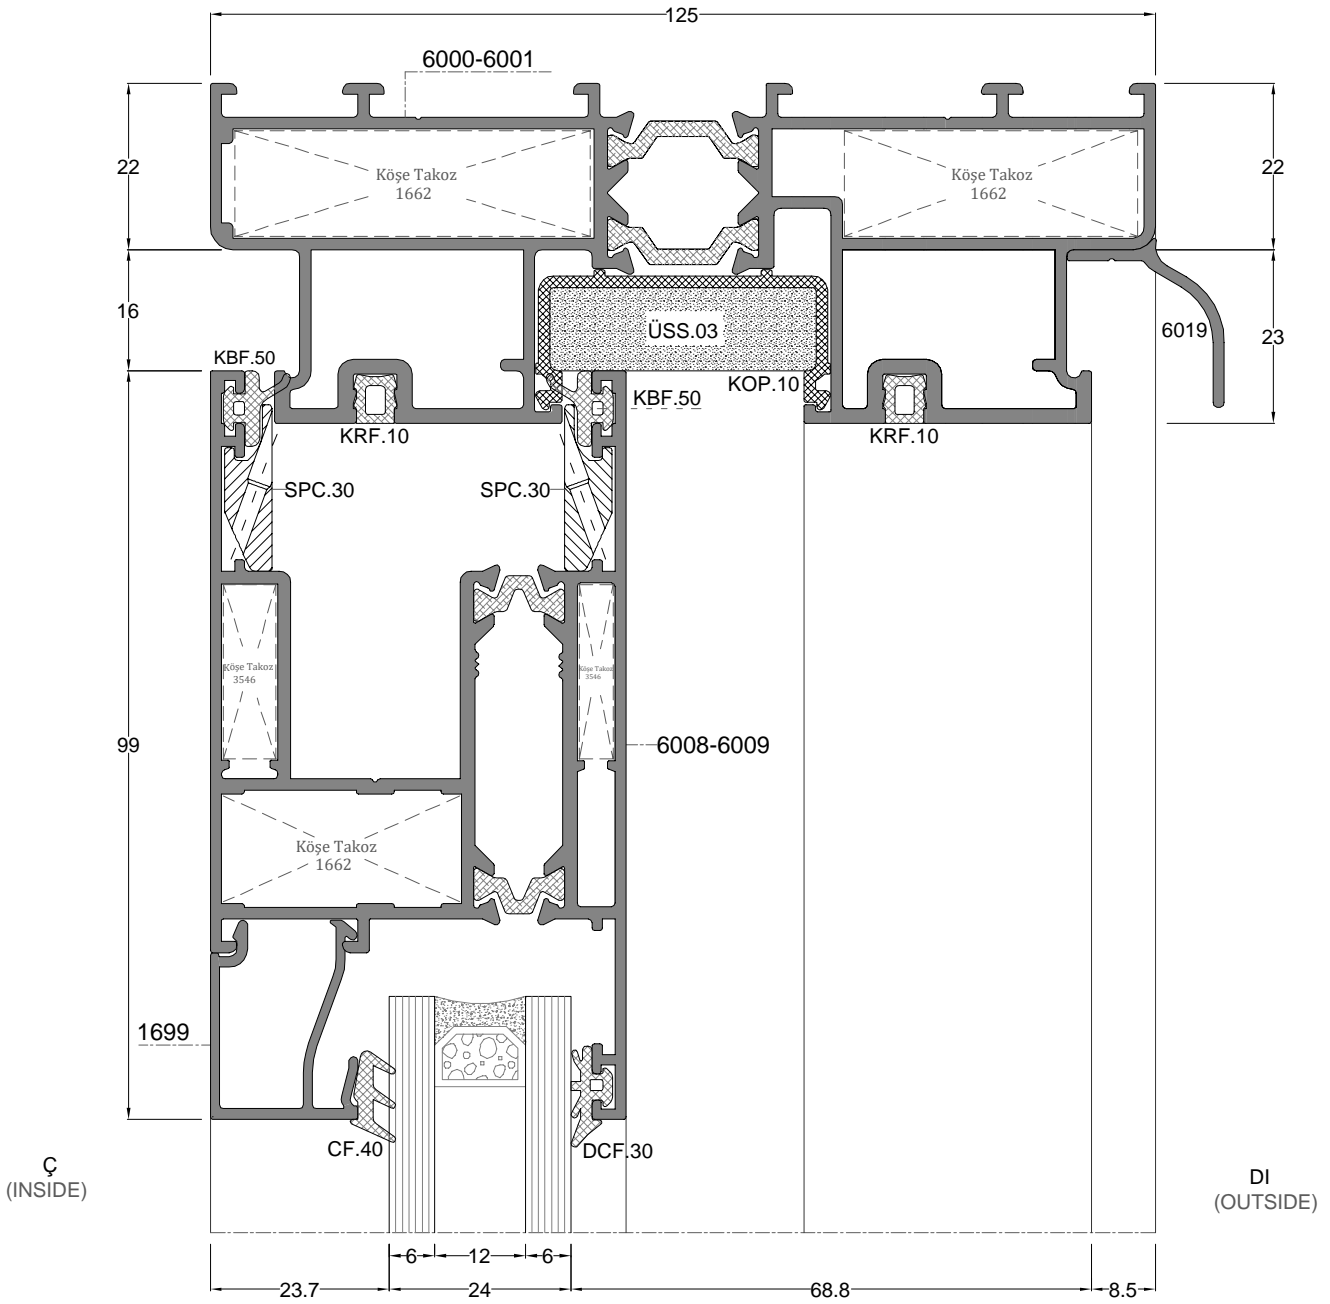 125
6000-6001
22
Köşe Takoz
1662
Köşe Takoz
1662
22
16
ÜSS.03
6019
23
KBF.50
KOP.10
KBF.50
KRF.10
KRF.10
SPC.30
SPC.30
Köşe Takoz
3546
Köşe Takoz
3546
99
6008-6009
Köşe Takoz
1662
1699
CF.40
DCF.30
Ç
(INSIDE)
DI
(OUTSIDE)
6
12
6
23.7
24
68.8
8.5